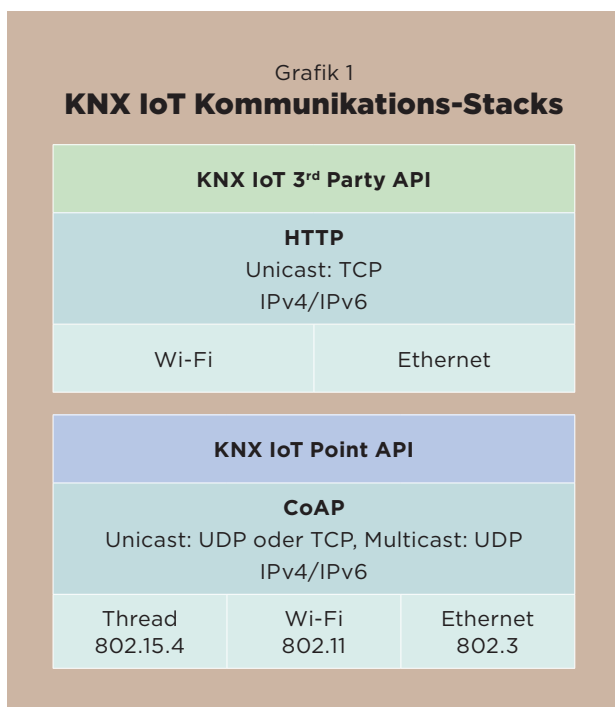 Grafik 1
KNX IoT Kommunikations-Stacks
KNX IoT 3rd Party API
HTTP
Unicast: TCP
IPv4/IPv6
Wi-Fi
Ethernet
KNX IoT Point API
CoAP
Unicast: UDP oder TCP, Multicast: UDP
IPv4/IPv6
Thread
802.15.4
Wi-Fi
802.11
Ethernet
802.3